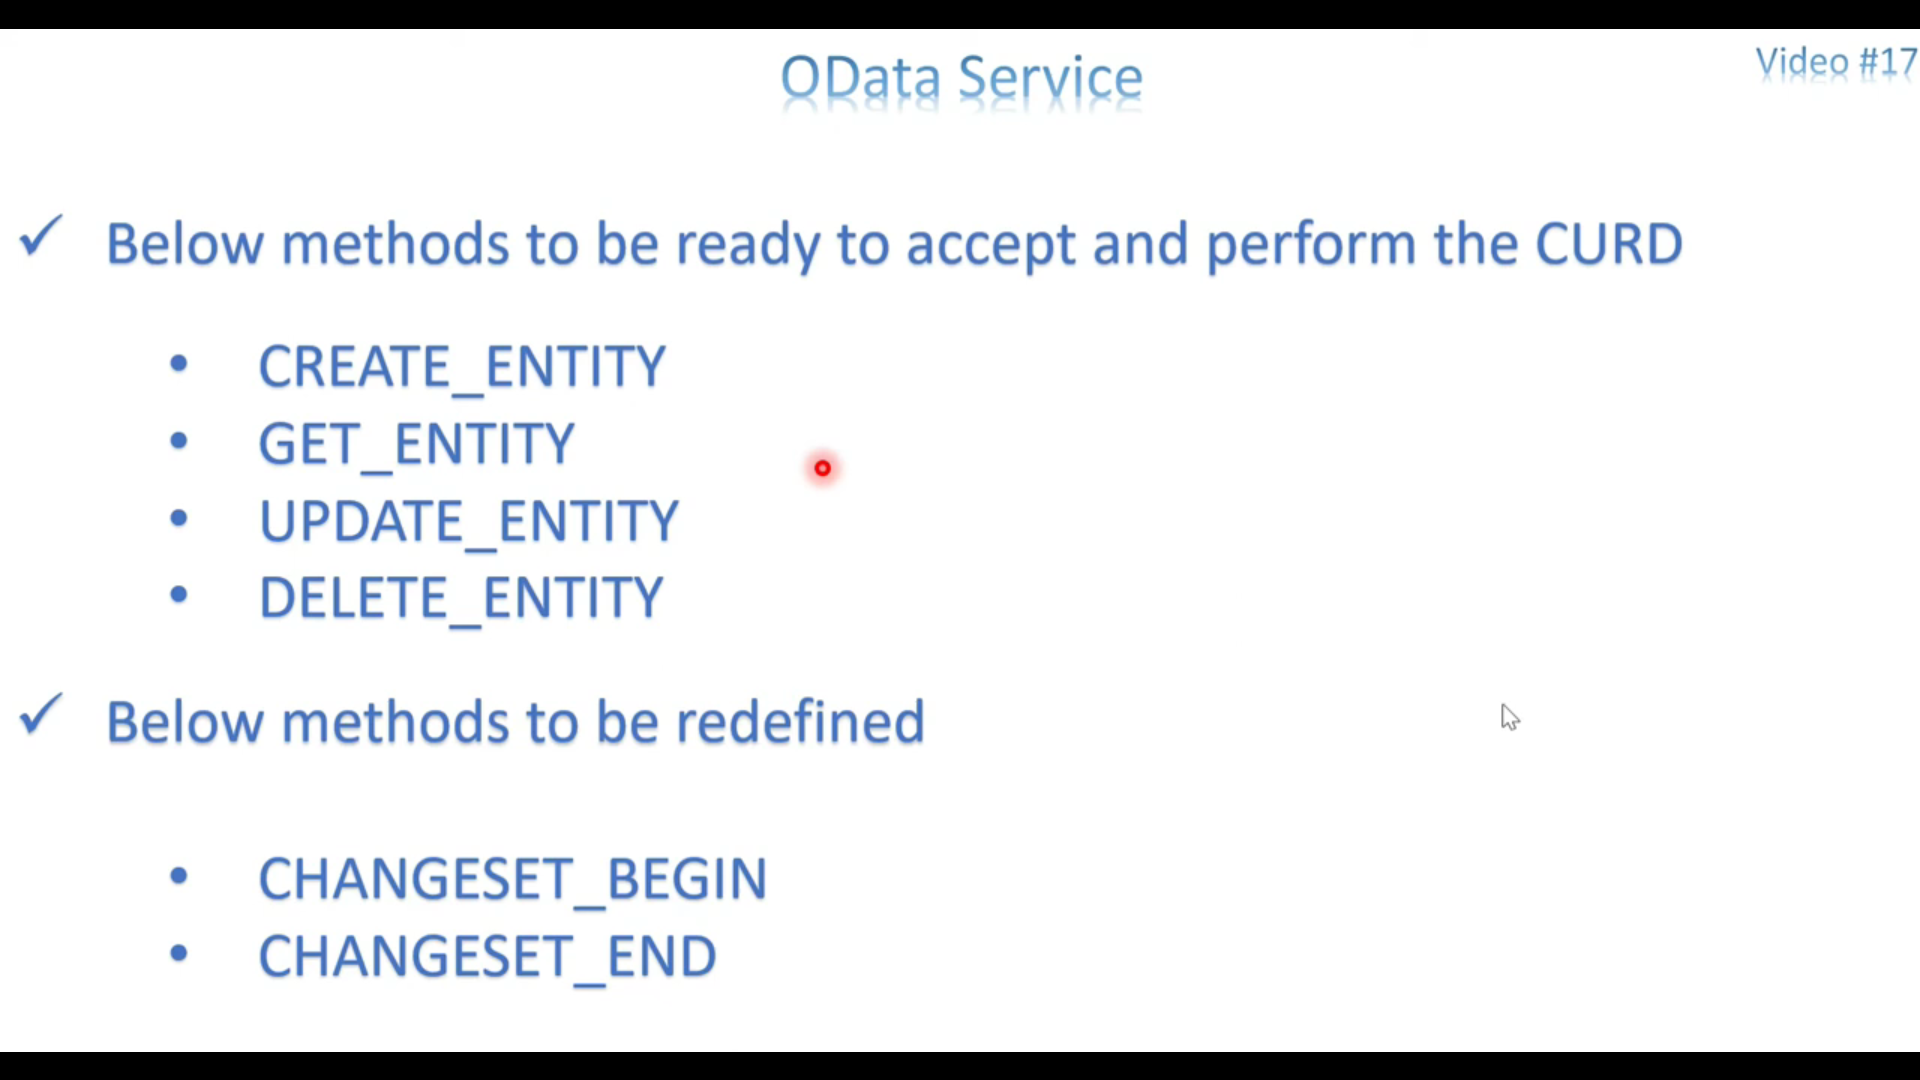 OData Service
Video #17
✓ Below methods to be ready to accept and perform the CURD
• CREATE_ENTITY
• GET_ENTITY
• UPDATE_ENTITY
• DELETE_ENTITY
✓ Below methods to be redefined
• CHANGESET_BEGIN
• CHANGESET_END